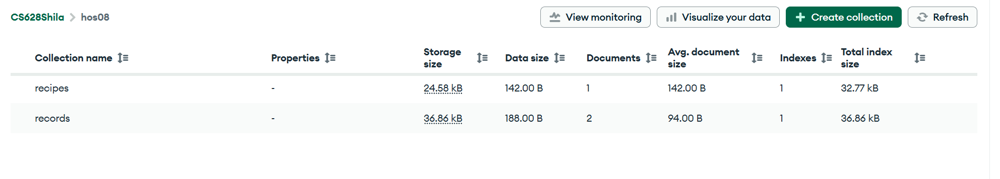 CS628Shila > hos08 View monitoring Visualize your data + Create collection Refresh
Collection name Properties Storage size Data size Documents Avg. document size Indexes Total index size
recipes - 24.58 kB 142.00 B 1 142.00 B 1 32.77 kB
records - 36.86 kB 188.00 B 2 94.00 B 1 36.86 kB